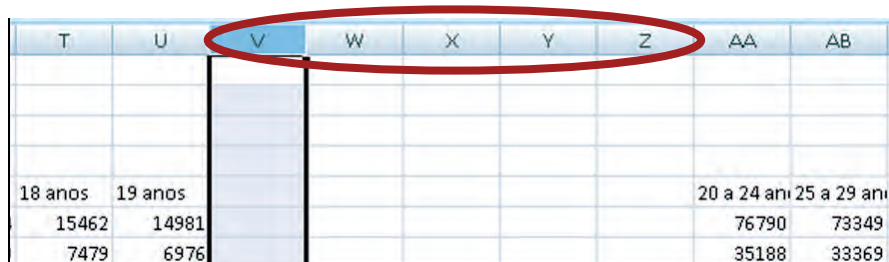 T U V W X Y Z AA AB
18 anos 19 anos 20 a 24 an 25 a 29 an
15462 14981 76790 73349
7479 6976 35188 33369